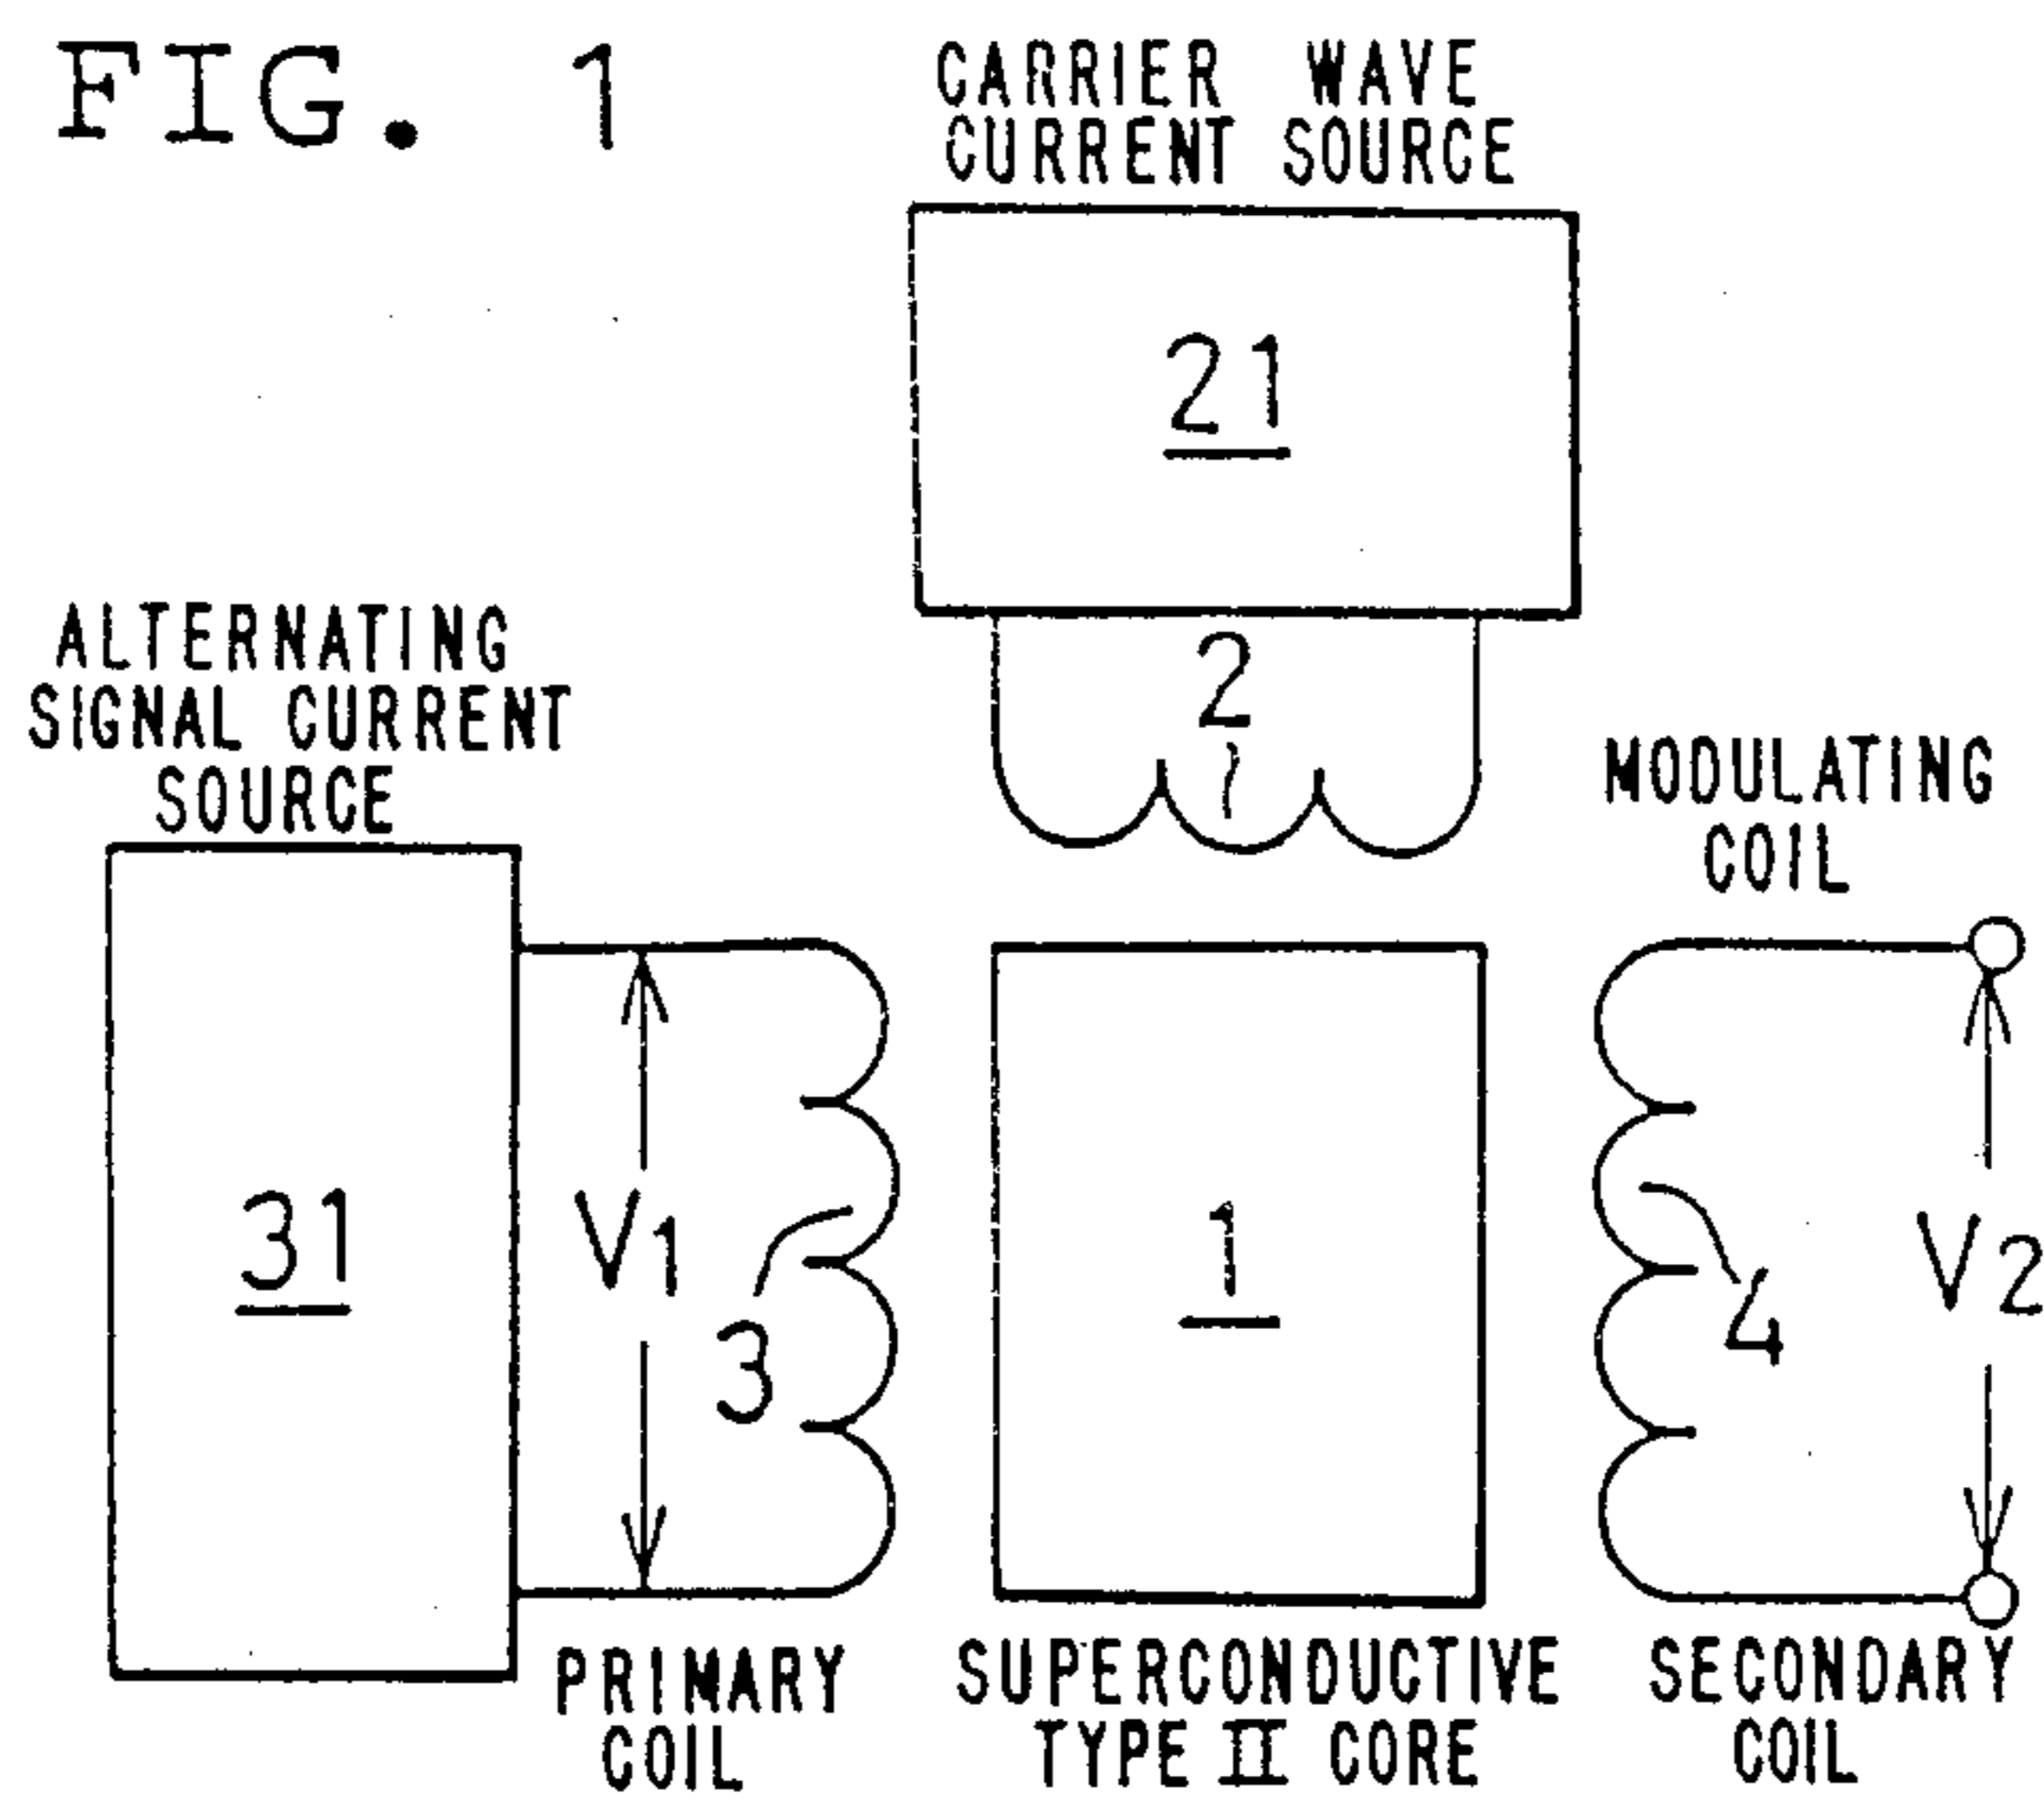 FIG. 1
CARRIER WAVE
CURRENT SOURCE
21
2
ALTERNATING
SIGNAL CURRENT
SOURCE
MODULATING
COIL
31
V1
3
1
4
V2
PRIMARY
COIL
SUPERCONDUCTIVE
TYPE II CORE
SECONDARY
COIL